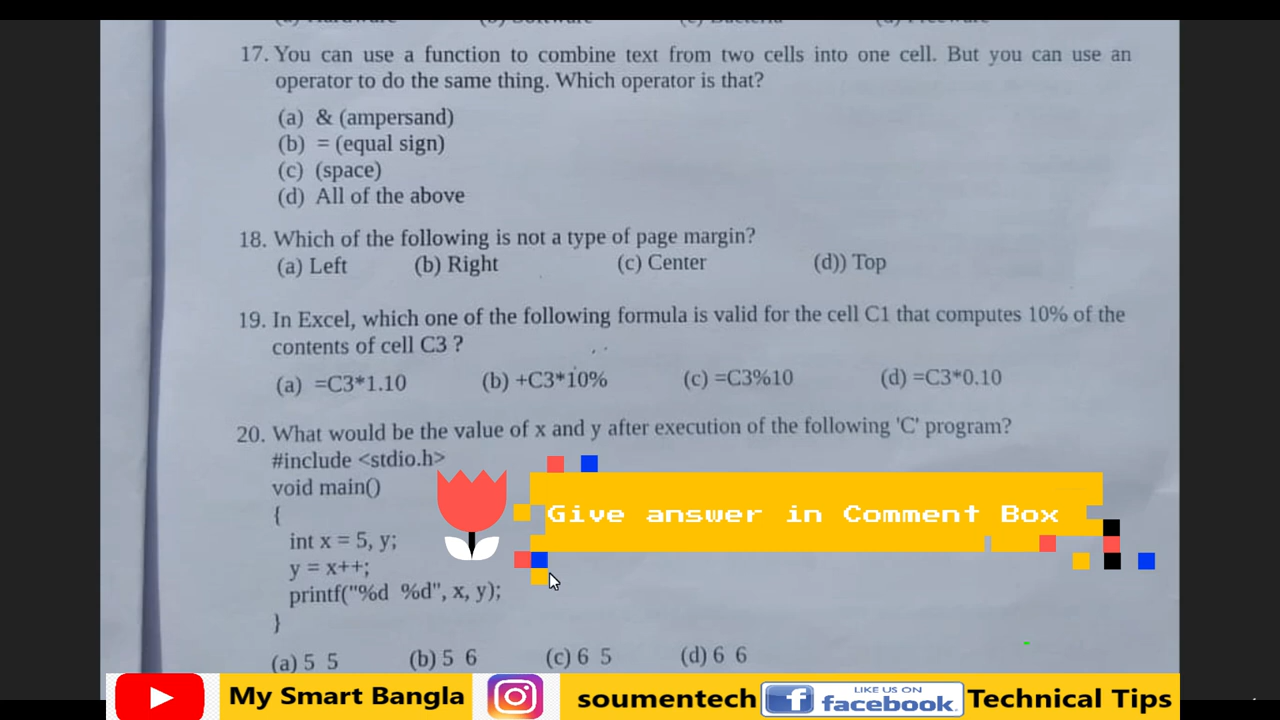 (a) Hardware (b) Software (c) Bacteria (d) Freeware
17. You can use a function to combine text from two cells into one cell. But you can use an
operator to do the same thing. Which operator is that?
(a) & (ampersand)
(b) = (equal sign)
(c) (space)
(d) All of the above
18. Which of the following is not a type of page margin?
(a) Left (b) Right (c) Center (d)) Top
19. In Excel, which one of the following formula is valid for the cell C1 that computes 10% of the
contents of cell C3 ?
(a) =C3*1.10 (b) +C3*10% (c) =C3%10 (d) =C3*0.10
20. What would be the value of x and y after execution of the following 'C' program?
#include <stdio.h>
void main()
{
int x = 5, y;
y = x++;
printf("%d %d", x, y);
}
(a) 5 5 (b) 5 6 (c) 6 5 (d) 6 6
Give answer in Comment Box
My Smart Bangla soumentech LIKE US ON facebook. Technical Tips